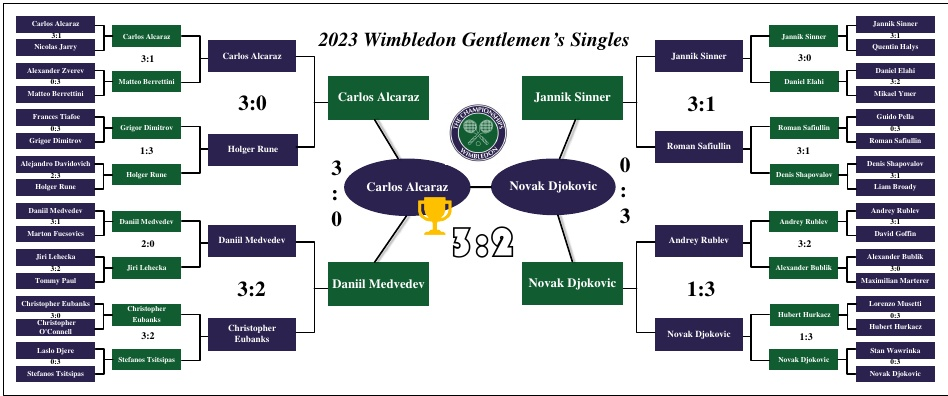 2023 Wimbledon Gentlemen's Singles
Carlos Alcaraz
3:1
Nicolas Jarry
Alexander Zverev
0:3
Matteo Berrettini
Frances Tiafoe
0:3
Grigor Dimitrov
Alejandro Davidovich
2:3
Holger Rune
Daniil Medvedev
3:1
Marton Fucsovics
Jiri Lehecka
3:2
Tommy Paul
Christopher Eubanks
3:0
Christopher
O'Connell
Laslo Djere
0:3
Stefanos Tsitsipas
Carlos Alcaraz
3:1
Matteo Berrettini
Grigor Dimitrov
1:3
Holger Rune
Daniil Medvedev
2:0
Jiri Lehecka
Christopher
Eubanks
3:2
Stefanos Tsitsipas
Carlos Alcaraz
3:0
Holger Rune
Daniil Medvedev
3:2
Christopher
Eubanks
Carlos Alcaraz
3
:
0
Daniil Medvedev
Carlos Alcaraz
THE CHAMPIONSHIPS
WIMBLEDON
3:2
Novak Djokovic
Jannik Sinner
0
:
3
Novak Djokovic
Jannik Sinner
3:1
Roman Safiullin
Andrey Rublev
1:3
Novak Djokovic
Jannik Sinner
3:0
Daniel Elahi
Roman Safiullin
3:1
Denis Shapovalov
Andrey Rublev
3:2
Alexander Bublik
Hubert Hurkacz
1:3
Novak Djokovic
Jannik Sinner
3:1
Quentin Halys
Daniel Elahi
3:2
Mikael Ymer
Guido Pella
0:3
Roman Safiullin
Denis Shapovalov
3:1
Liam Broady
Andrey Rublev
3:1
David Goffin
Alexander Bublik
3:0
Maximilian Marterer
Lorenzo Musetti
0:3
Hubert Hurkacz
Stan Wawrinka
0:3
Novak Djokovic